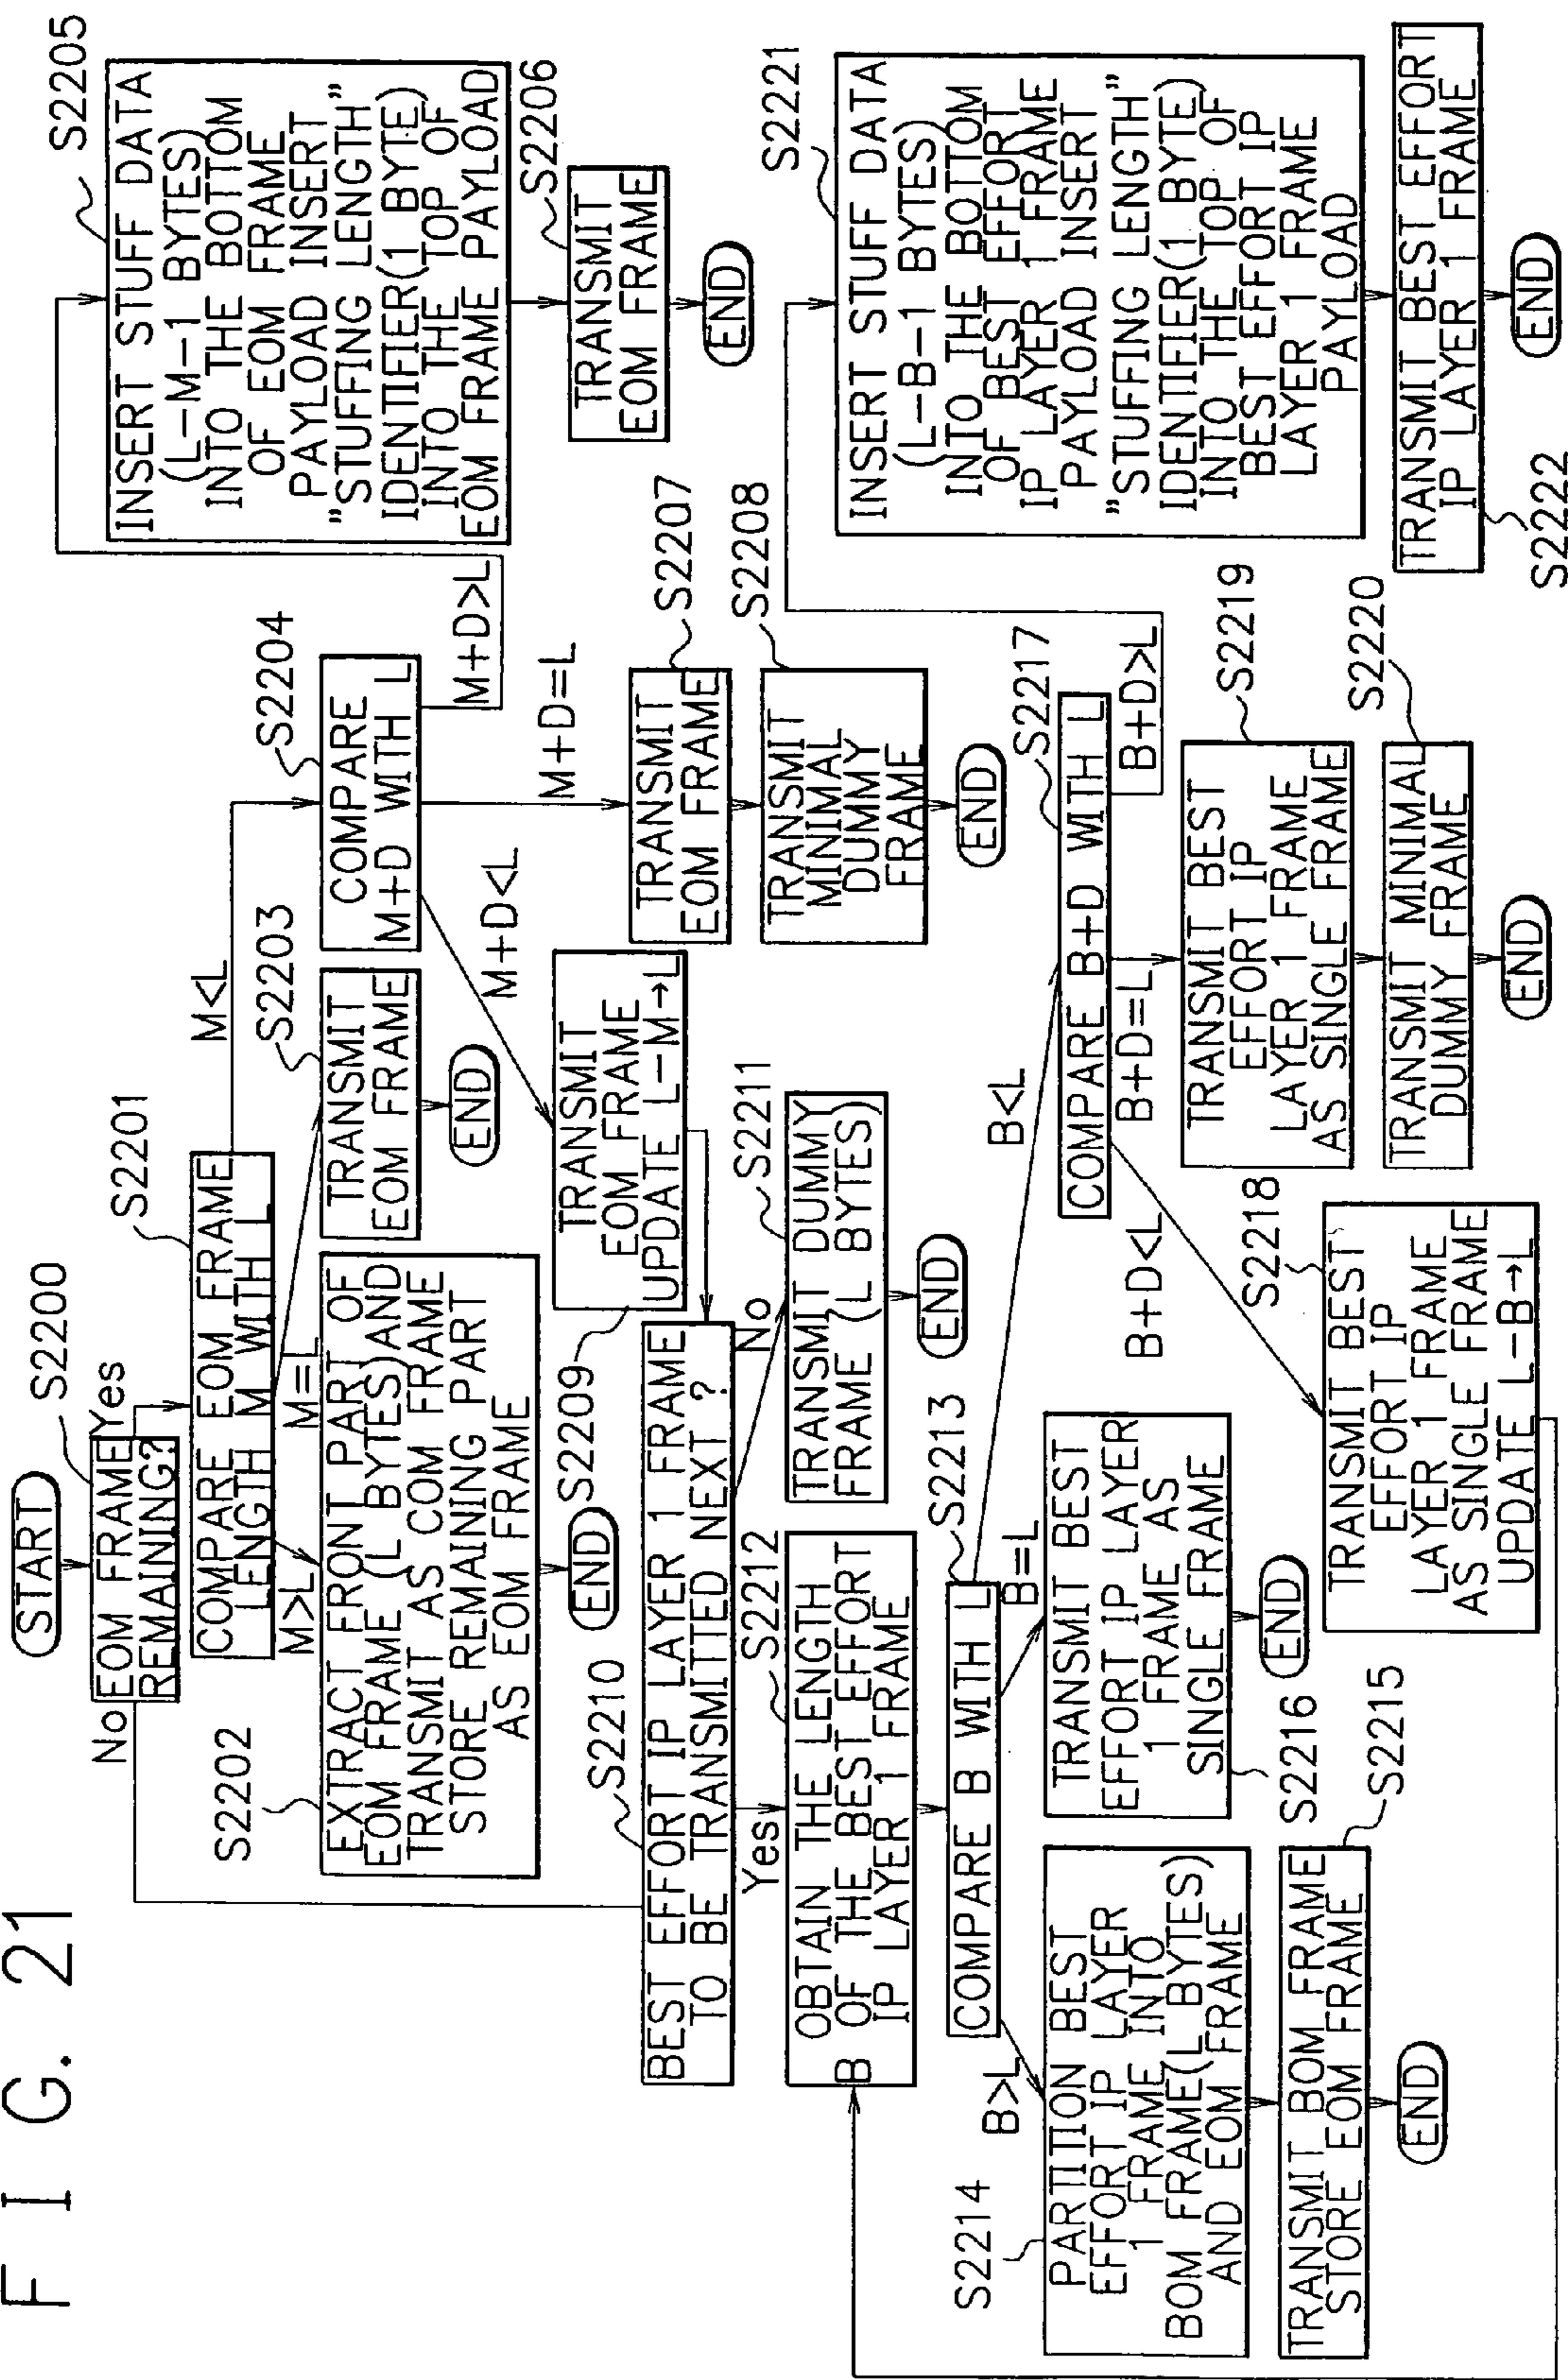 F I G. 21
START
S2200
EOM FRAME
REMAINING?
Yes
No
S2201
COMPARE EOM FRAME
LENGTH M WITH L
M>L
M=L
M<L
S2202
EXTRACT FRONT PART OF
EOM FRAME (L BYTES) AND
TRANSMIT AS COM FRAME
STORE REMAINING PART
AS EOM FRAME
END
S2203
TRANSMIT
EOM FRAME
END
S2204
COMPARE
M+D WITH L
M+D>L
M+D=L
M+D<L
S2205
INSERT STUFF DATA
(L-M-1 BYTES)
INTO THE BOTTOM
OF EOM FRAME
PAYLOAD INSERT
"STUFFING LENGTH"
IDENTIFIER(1 BYTE)
INTO THE TOP OF
EOM FRAME PAYLOAD
S2206
TRANSMIT
EOM FRAME
END
S2207
TRANSMIT
EOM FRAME
S2208
TRANSMIT
MINIMAL
DUMMY
FRAME
END
S2209
TRANSMIT
EOM FRAME
UPDATE L-M→L
S2210
BEST EFFORT IP LAYER 1 FRAME
TO BE TRANSMITTED NEXT ?
Yes
No
S2211
TRANSMIT DUMMY
FRAME (L BYTES)
END
S2212
OBTAIN THE LENGTH
B OF THE BEST EFFORT
IP LAYER 1 FRAME
S2213
COMPARE B WITH L
B>L
B=L
B<L
S2214
PARTITION BEST
EFFORT IP LAYER
1 FRAME INTO
BOM FRAME(L BYTES)
AND EOM FRAME
S2215
TRANSMIT BOM FRAME
STORE EOM FRAME
END
S2216
TRANSMIT BEST
EFFORT IP LAYER
1 FRAME AS
SINGLE FRAME
END
S2217
COMPARE B+D WITH L
B+D<L
B+D=L
B+D>L
S2218
TRANSMIT BEST
EFFORT IP
LAYER 1 FRAME
AS SINGLE FRAME
UPDATE L-B→L
S2219
TRANSMIT BEST
EFFORT IP
LAYER 1 FRAME
AS SINGLE FRAME
S2220
TRANSMIT MINIMAL
DUMMY FRAME
END
S2221
INSERT STUFF DATA
(L-B-1 BYTES)
INTO THE BOTTOM
OF BEST EFFORT
IP LAYER 1 FRAME
PAYLOAD INSERT
"STUFFING LENGTH"
IDENTIFIER(1 BYTE)
INTO THE TOP OF
BEST EFFORT IP
LAYER 1 FRAME
PAYLOAD
S2222
TRANSMIT BEST EFFORT
IP LAYER 1 FRAME
END